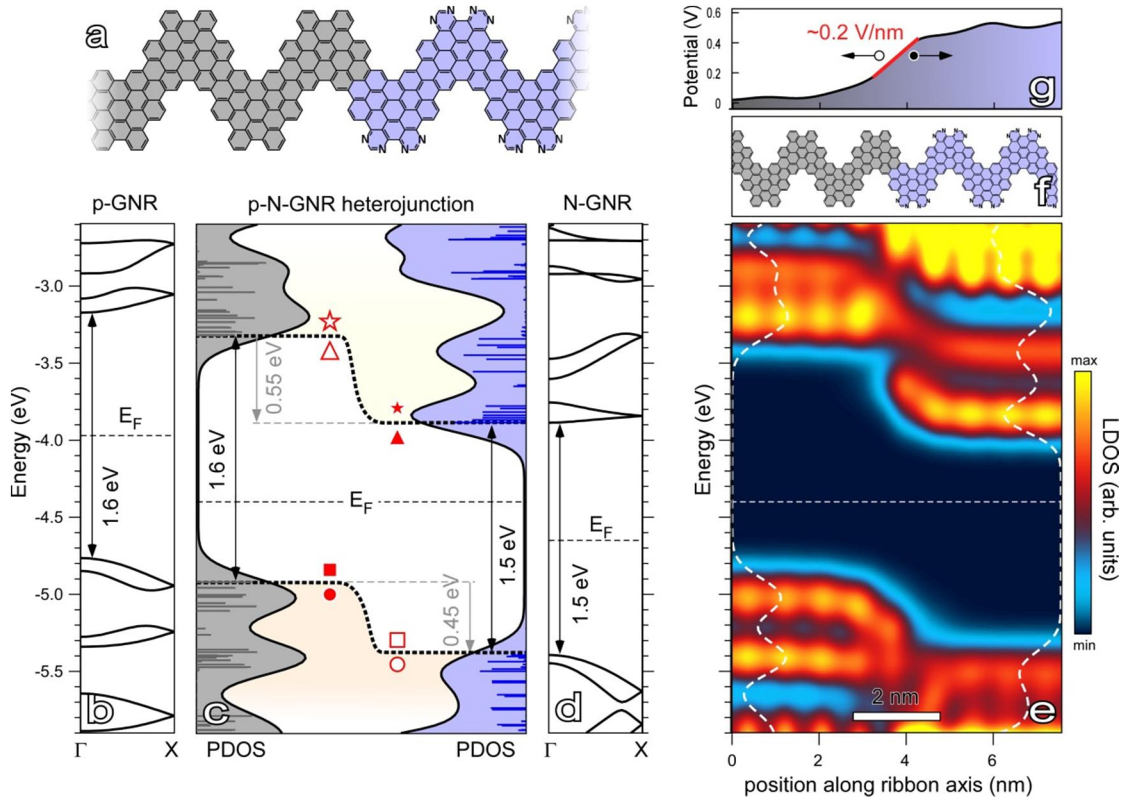 a
N N N N
N N N N
N N N N
p-GNR
p-N-GNR heterojunction
N-GNR
Energy (eV)
-3.0
-3.5
-4.0
-4.5
-5.0
-5.5
E_F
1.6 eV
b
Γ X
0.55 eV
1.6 eV
E_F
1.5 eV
0.45 eV
c
PDOS PDOS
E_F
1.5 eV
d
Γ X
Potential (V)
0.6
0.4
0.2
0
~0.2 V/nm
g
f
Energy (eV)
2 nm
e
max
LDOS (arb. units)
min
0 2 4 6
position along ribbon axis (nm)